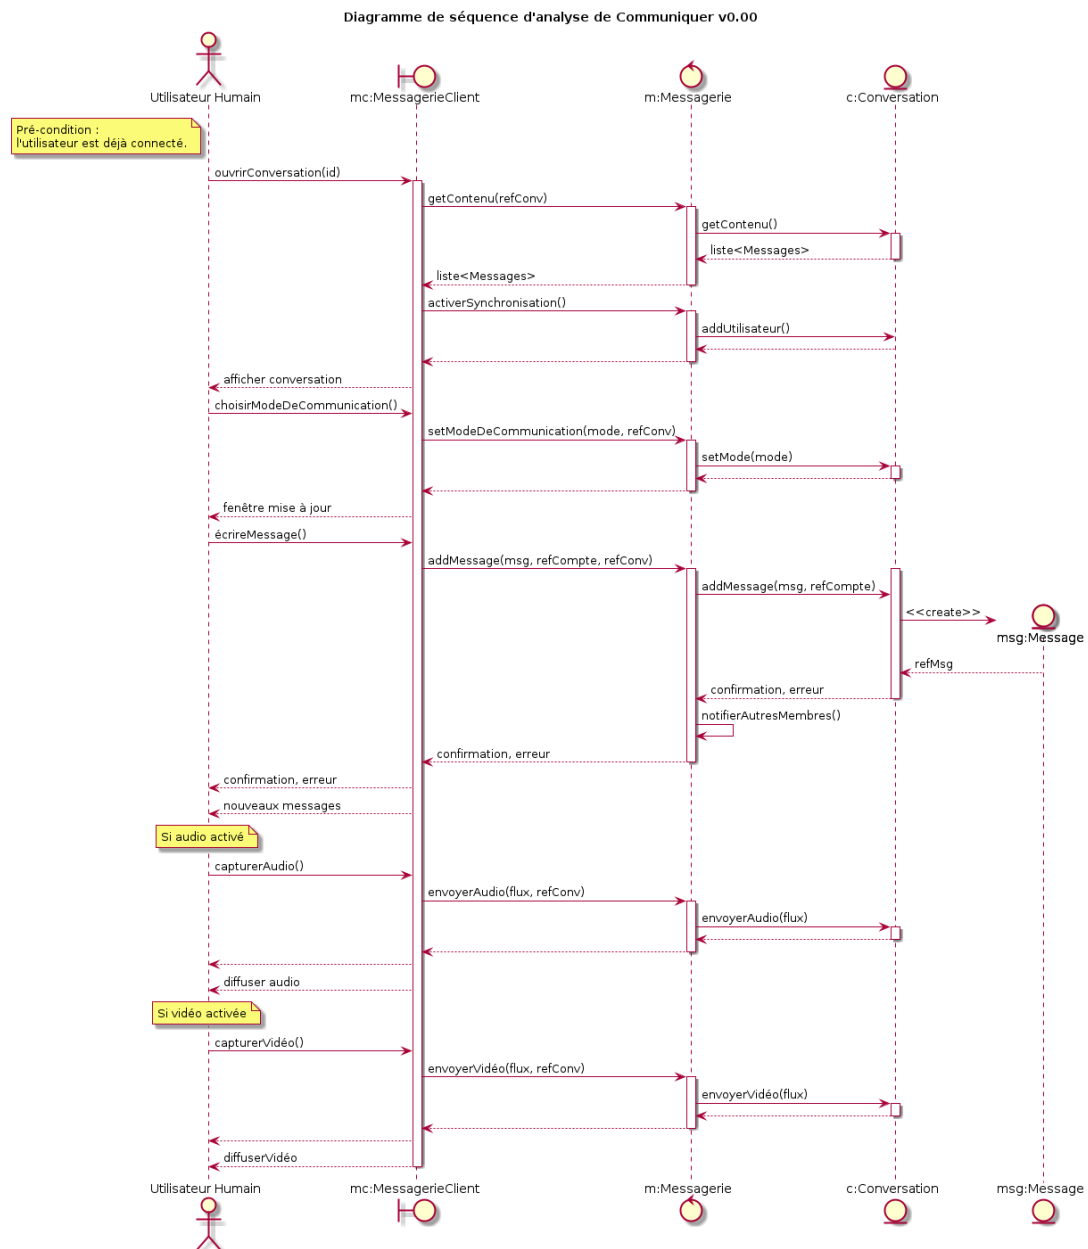 Diagramme de séquence d'analyse de Communiquer v0.00
Utilisateur Humain
mc:MessagerieClient
m:Messagerie
c:Conversation
Pré-condition :
l'utilisateur est déjà connecté.
ouvrirConversation(id)
getContenu(refConv)
getContenu()
liste<Messages>
liste<Messages>
activerSynchronisation()
addUtilisateur()
afficher conversation
choisirModeDeCommunication()
setModeDeCommunication(mode, refConv)
setMode(mode)
fenêtre mise à jour
écrireMessage()
addMessage(msg, refCompte, refConv)
addMessage(msg, refCompte)
<<create>>
msg:Message
refMsg
confirmation, erreur
notifierAutresMembres()
confirmation, erreur
confirmation, erreur
nouveaux messages
Si audio activé
capturerAudio()
envoyerAudio(flux, refConv)
envoyerAudio(flux)
diffuser audio
Si vidéo activée
capturerVidéo()
envoyerVidéo(flux, refConv)
envoyerVidéo(flux)
diffuserVidéo
Utilisateur Humain
mc:MessagerieClient
m:Messagerie
c:Conversation
msg:Message